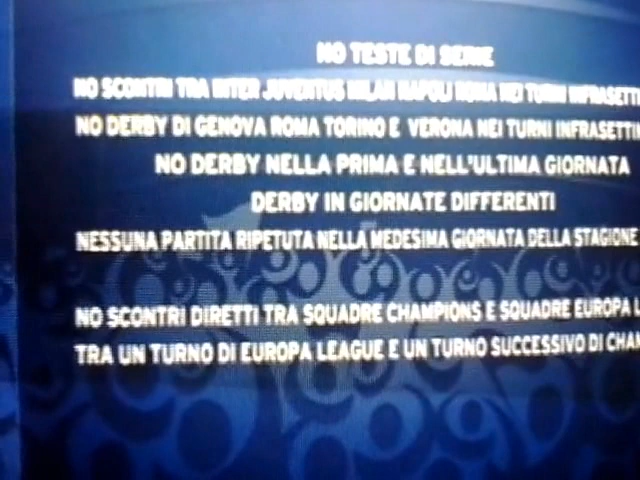 NO TESTE DI SERIE
NO SCONTRI TRA INTER JUVENTUS MILAN NAPOLI ROMA NEI TURNI INFRASETTI
NO DERBY DI GENOVA ROMA TORINO E VERONA NEI TURNI INFRASETTI
NO DERBY NELLA PRIMA E NELL'ULTIMA GIORNATA
DERBY IN GIORNATE DIFFERENTI
NESSUNA PARTITA RIPETUTA NELLA MEDESIMA GIORNATA DELLA STAGIONE
NO SCONTRI DIRETTI TRA SQUADRE CHAMPIONS E SQUADRE EUROPA L
TRA UN TURNO DI EUROPA LEAGUE E UN TURNO SUCCESSIVO DI CHAM